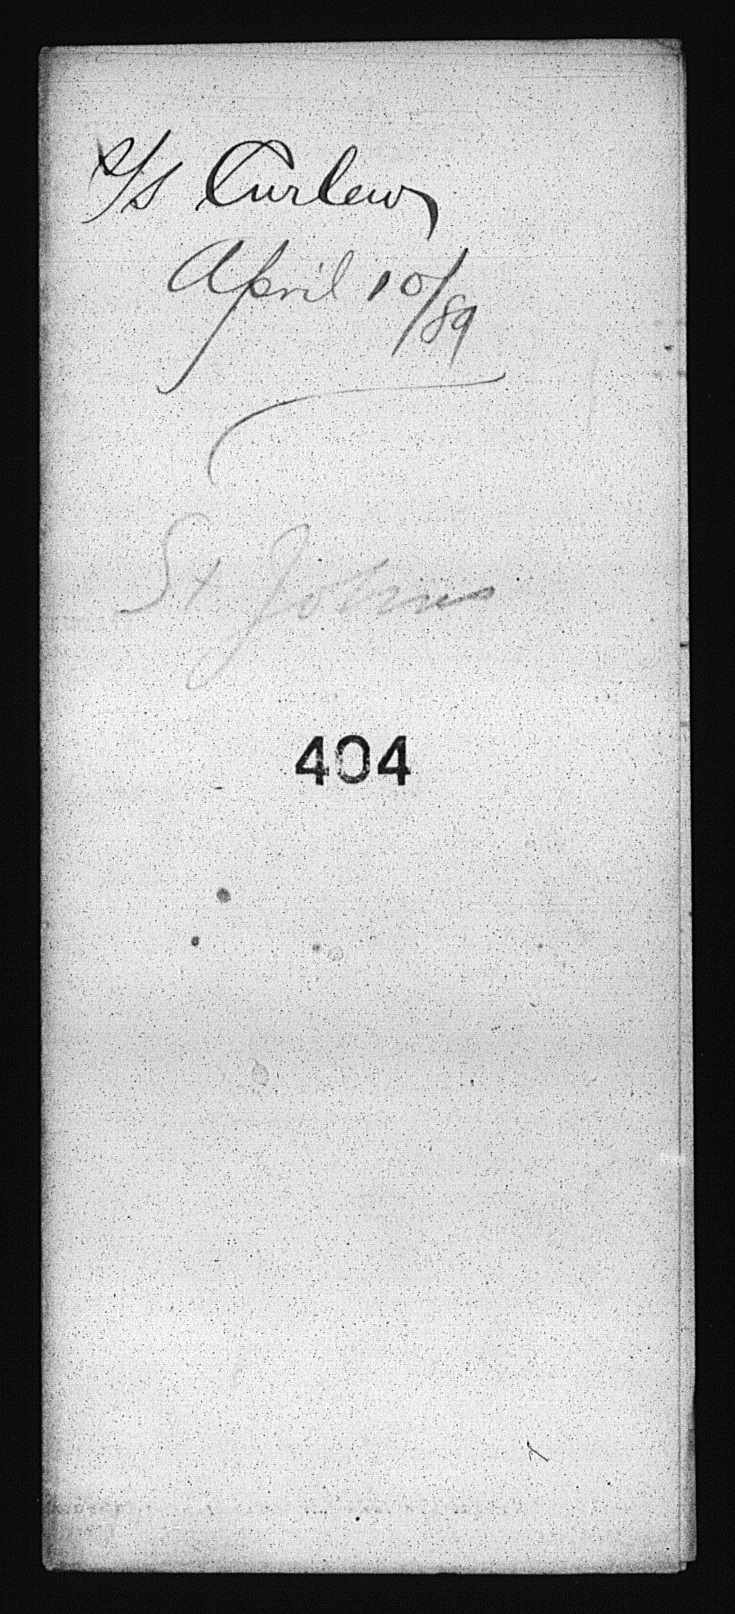 S/S Curlew
April 10/89
St Johns
404